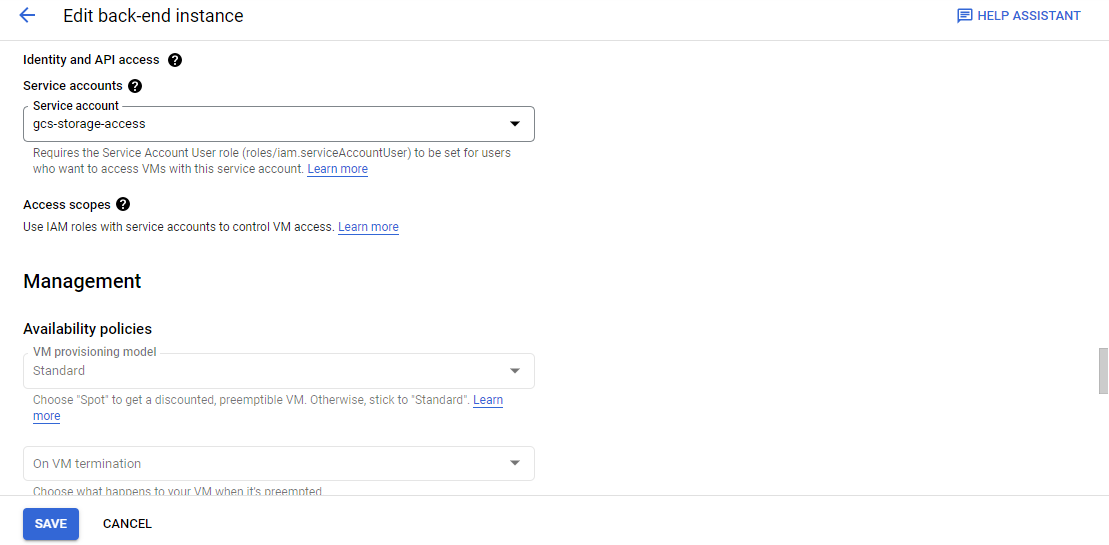 Edit back-end instance
HELP ASSISTANT
Identity and API access
Service accounts
Service account
gcs-storage-access
Requires the Service Account User role (roles/iam.serviceAccountUser) to be set for users
who want to access VMs with this service account. Learn more
Access scopes
Use IAM roles with service accounts to control VM access. Learn more
Management
Availability policies
VM provisioning model
Standard
Choose "Spot" to get a discounted, preemptible VM. Otherwise, stick to "Standard". Learn
more
On VM termination
Choose what happens to your VM when it's preempted
SAVE
CANCEL